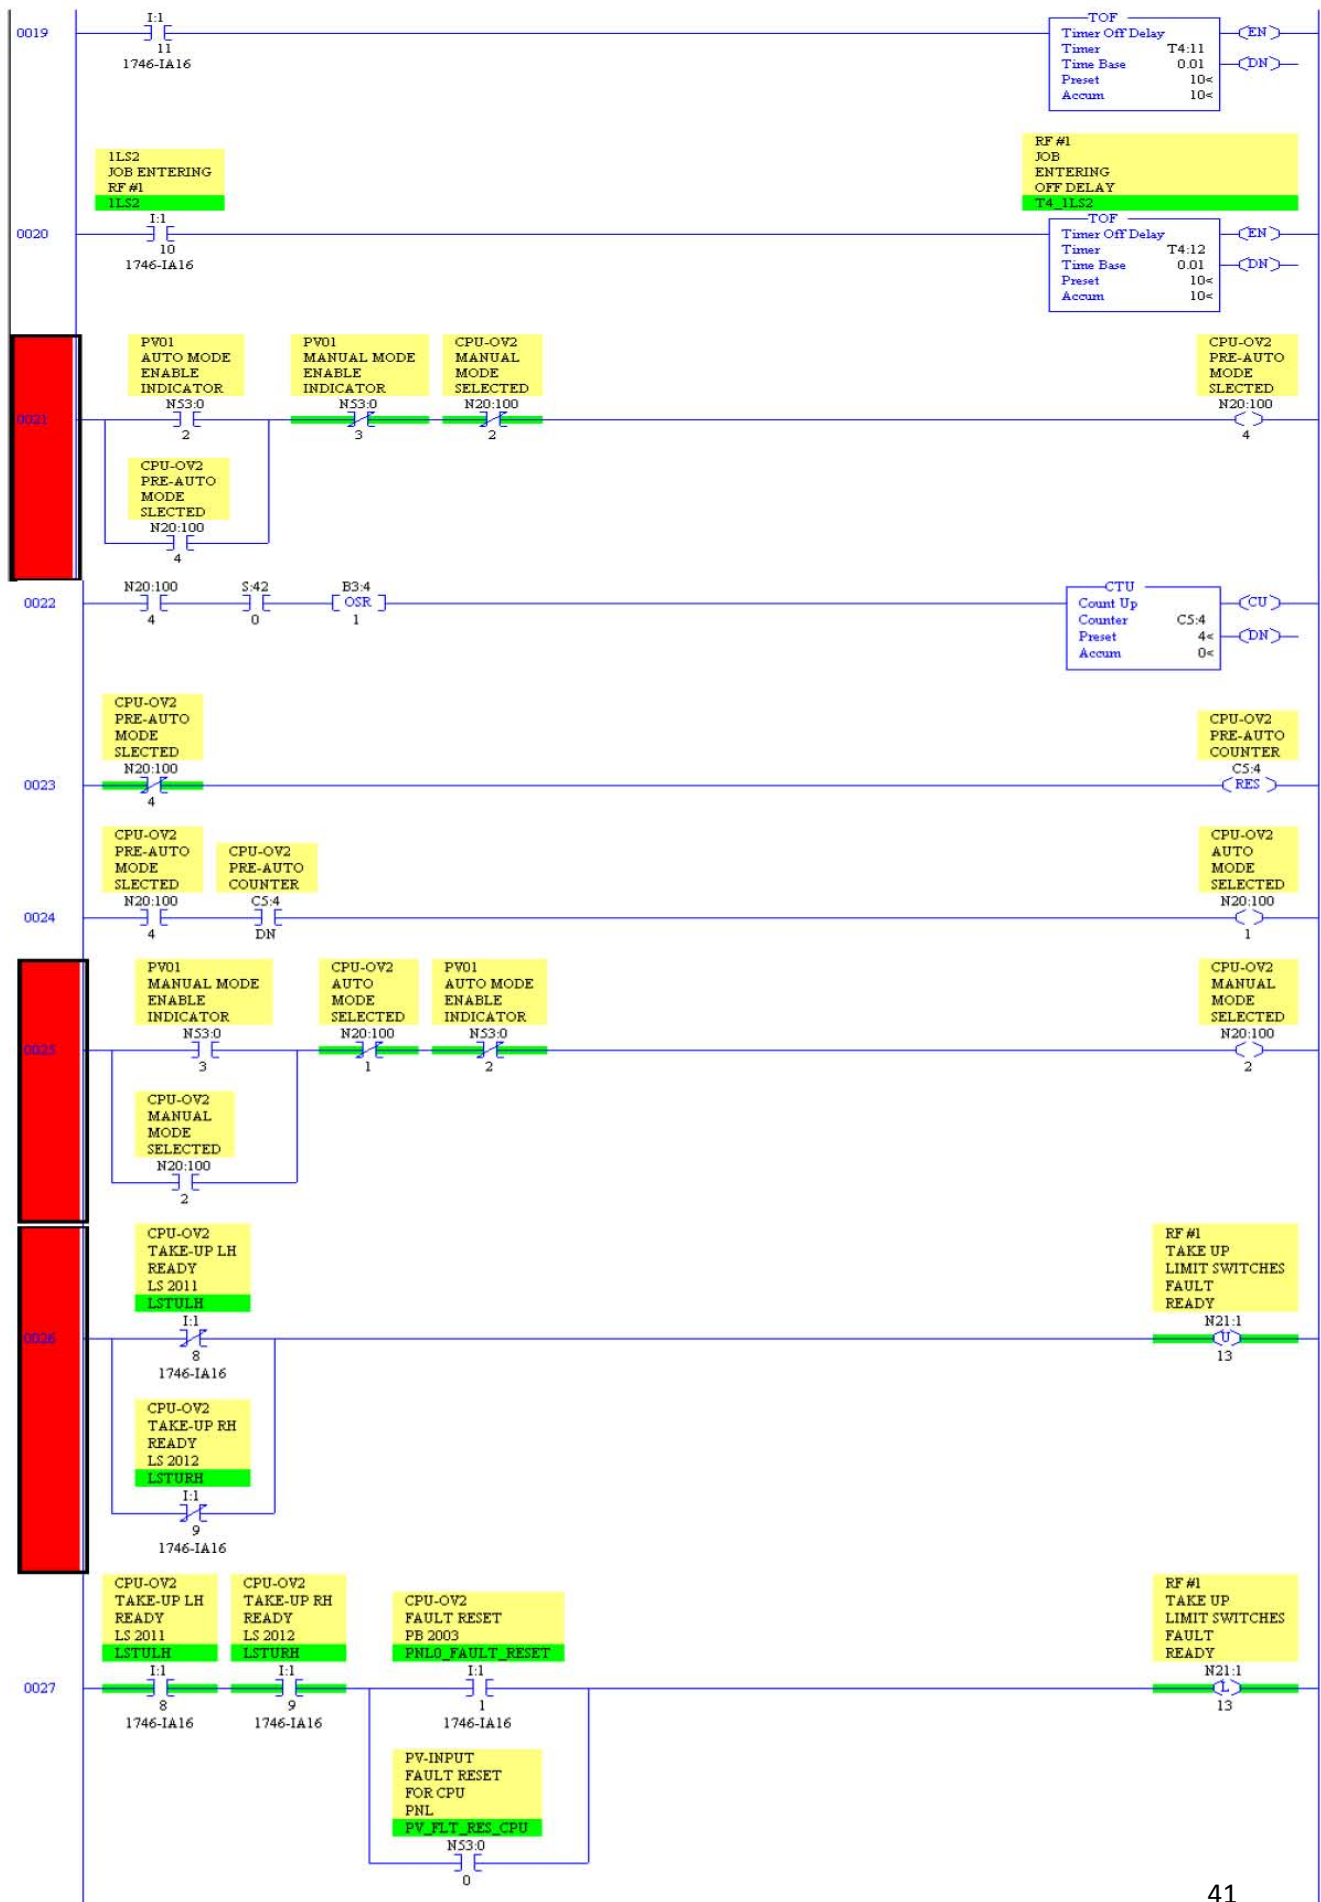 I:1
0019
11
1746-IA16
TOF
Timer Off Delay
Timer T4:11
Time Base 0.01
Preset 10<
Accum 10<
EN
DN
1LS2
JOB ENTERING
RF #1
1LS2
I:1
0020
10
1746-IA16
RF #1
JOB
ENTERING
OFF DELAY
T4_1LS2
TOF
Timer Off Delay
Timer T4:12
Time Base 0.01
Preset 10<
Accum 10<
EN
DN
PV01
AUTO MODE
ENABLE
INDICATOR
N53:0
2
PV01
MANUAL MODE
ENABLE
INDICATOR
N53:0
3
CPU-OV2
MANUAL
MODE
SELECTED
N20:100
2
CPU-OV2
PRE-AUTO
MODE
SLECTED
N20:100
4
0021
CPU-OV2
PRE-AUTO
MODE
SLECTED
N20:100
4
0022
N20:100
4
S:42
0
B3:4
OSR
1
CTU
Count Up
Counter C5:4
Preset 4<
Accum 0<
CU
DN
CPU-OV2
PRE-AUTO
MODE
SLECTED
N20:100
0023
4
CPU-OV2
PRE-AUTO
COUNTER
C5:4
RES
CPU-OV2
PRE-AUTO
MODE
SLECTED
N20:100
0024
4
CPU-OV2
PRE-AUTO
COUNTER
C5:4
DN
CPU-OV2
AUTO
MODE
SELECTED
N20:100
1
PV01
MANUAL MODE
ENABLE
INDICATOR
N53:0
0025
3
CPU-OV2
AUTO
MODE
SELECTED
N20:100
1
PV01
AUTO MODE
ENABLE
INDICATOR
N53:0
2
CPU-OV2
MANUAL
MODE
SELECTED
N20:100
2
CPU-OV2
MANUAL
MODE
SELECTED
N20:100
2
CPU-OV2
TAKE-UP LH
READY
LS 2011
LSTULH
I:1
0026
8
1746-IA16
RF #1
TAKE UP
LIMIT SWITCHES
FAULT
READY
N21:1
U
13
CPU-OV2
TAKE-UP RH
READY
LS 2012
LSTURH
I:1
9
1746-IA16
CPU-OV2
TAKE-UP LH
READY
LS 2011
LSTULH
I:1
0027
8
1746-IA16
CPU-OV2
TAKE-UP RH
READY
LS 2012
LSTURH
I:1
9
1746-IA16
CPU-OV2
FAULT RESET
PB 2003
PNL0_FAULT_RESET
I:1
1
1746-IA16
RF #1
TAKE UP
LIMIT SWITCHES
FAULT
READY
N21:1
L
13
PV-INPUT
FAULT RESET
FOR CPU
PNL
PV_FLT_RES_CPU
N53:0
0
41